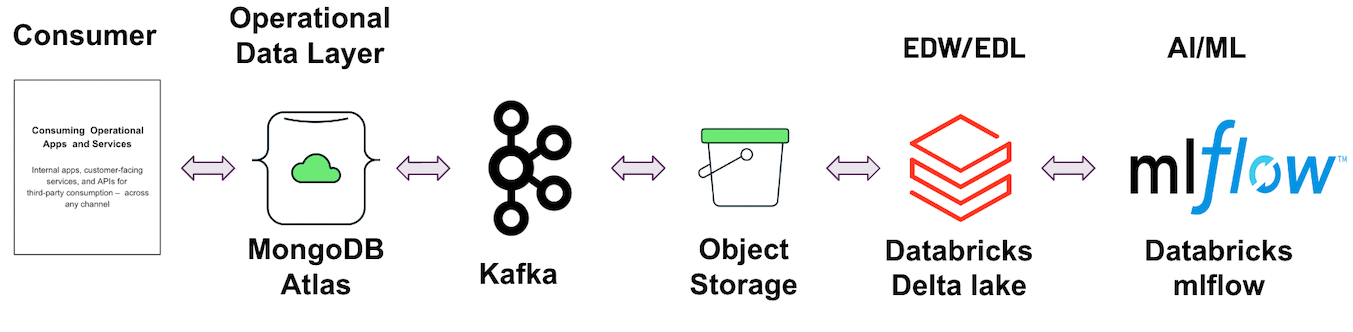 Consumer
Operational
Data Layer
EDW/EDL
AI/ML
Consuming Operational
Apps and Services
Internal apps, customer-facing
services, and APIs for
third-party consumption – across
any channel
mlflow™
MongoDB
Atlas
Kafka
Object
Storage
Databricks
Delta lake
Databricks
mlflow